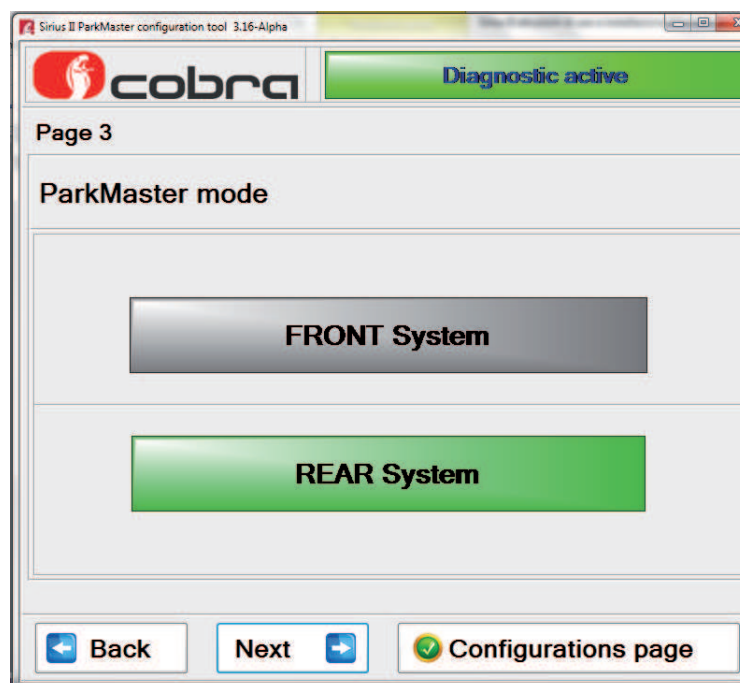 Sirius II ParkMaster configuration tool 3.16-Alpha
cobra
Diagnostic active
Page 3
ParkMaster mode
FRONT System
REAR System
Back
Next
Configurations page